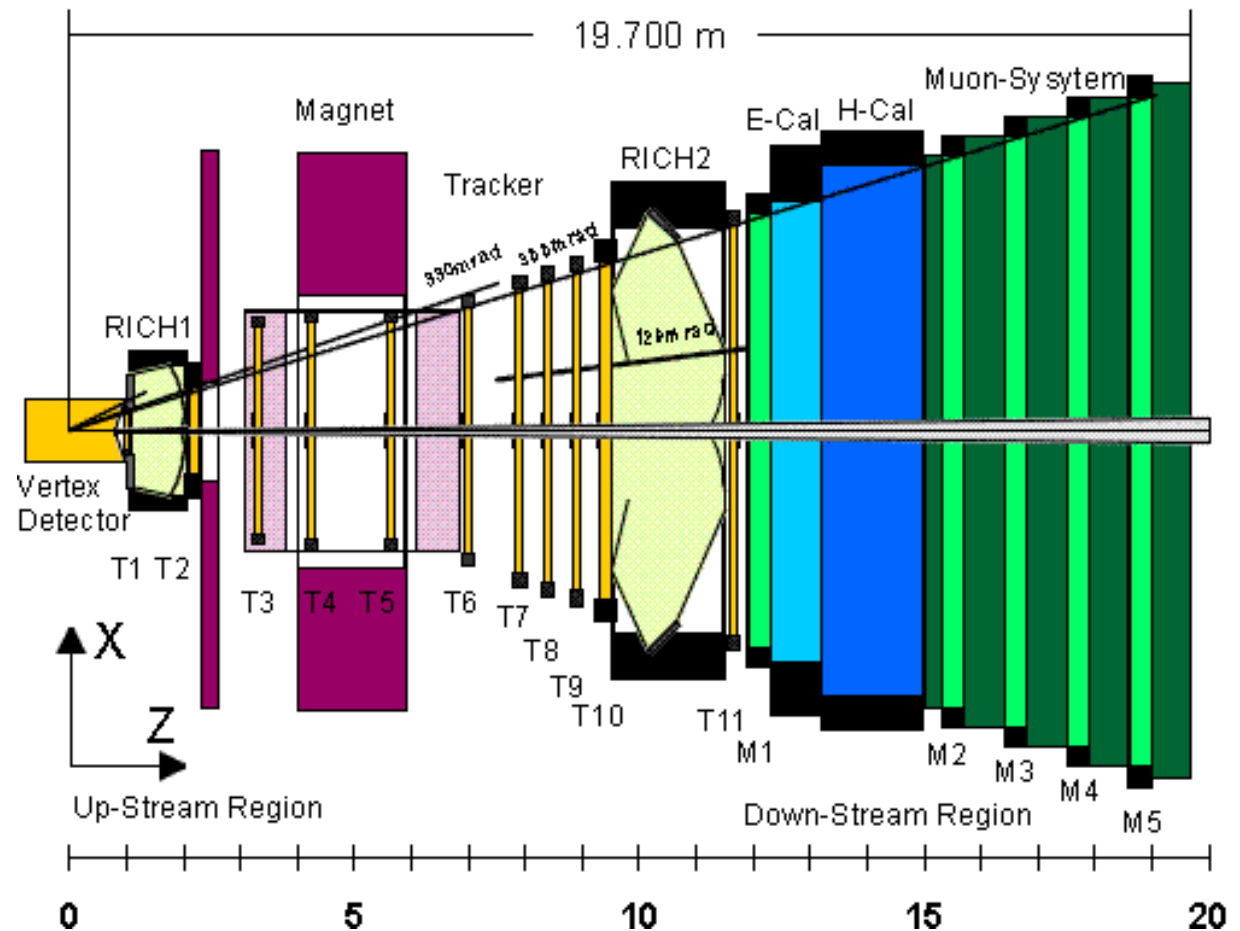 19.700 m
Muon-Sysytem
Magnet
H-Cal
E-Cal
RICH2
Tracker
330mrad
300mrad
RICH1
120mrad
Vertex
Detector
T1 T2
T3
T4
T5
T6
T7
T8
T9
T10
T11
M1
M2
M3
M4
M5
X
Z
Up-Stream Region
Down-Stream Region
0
5
10
15
20